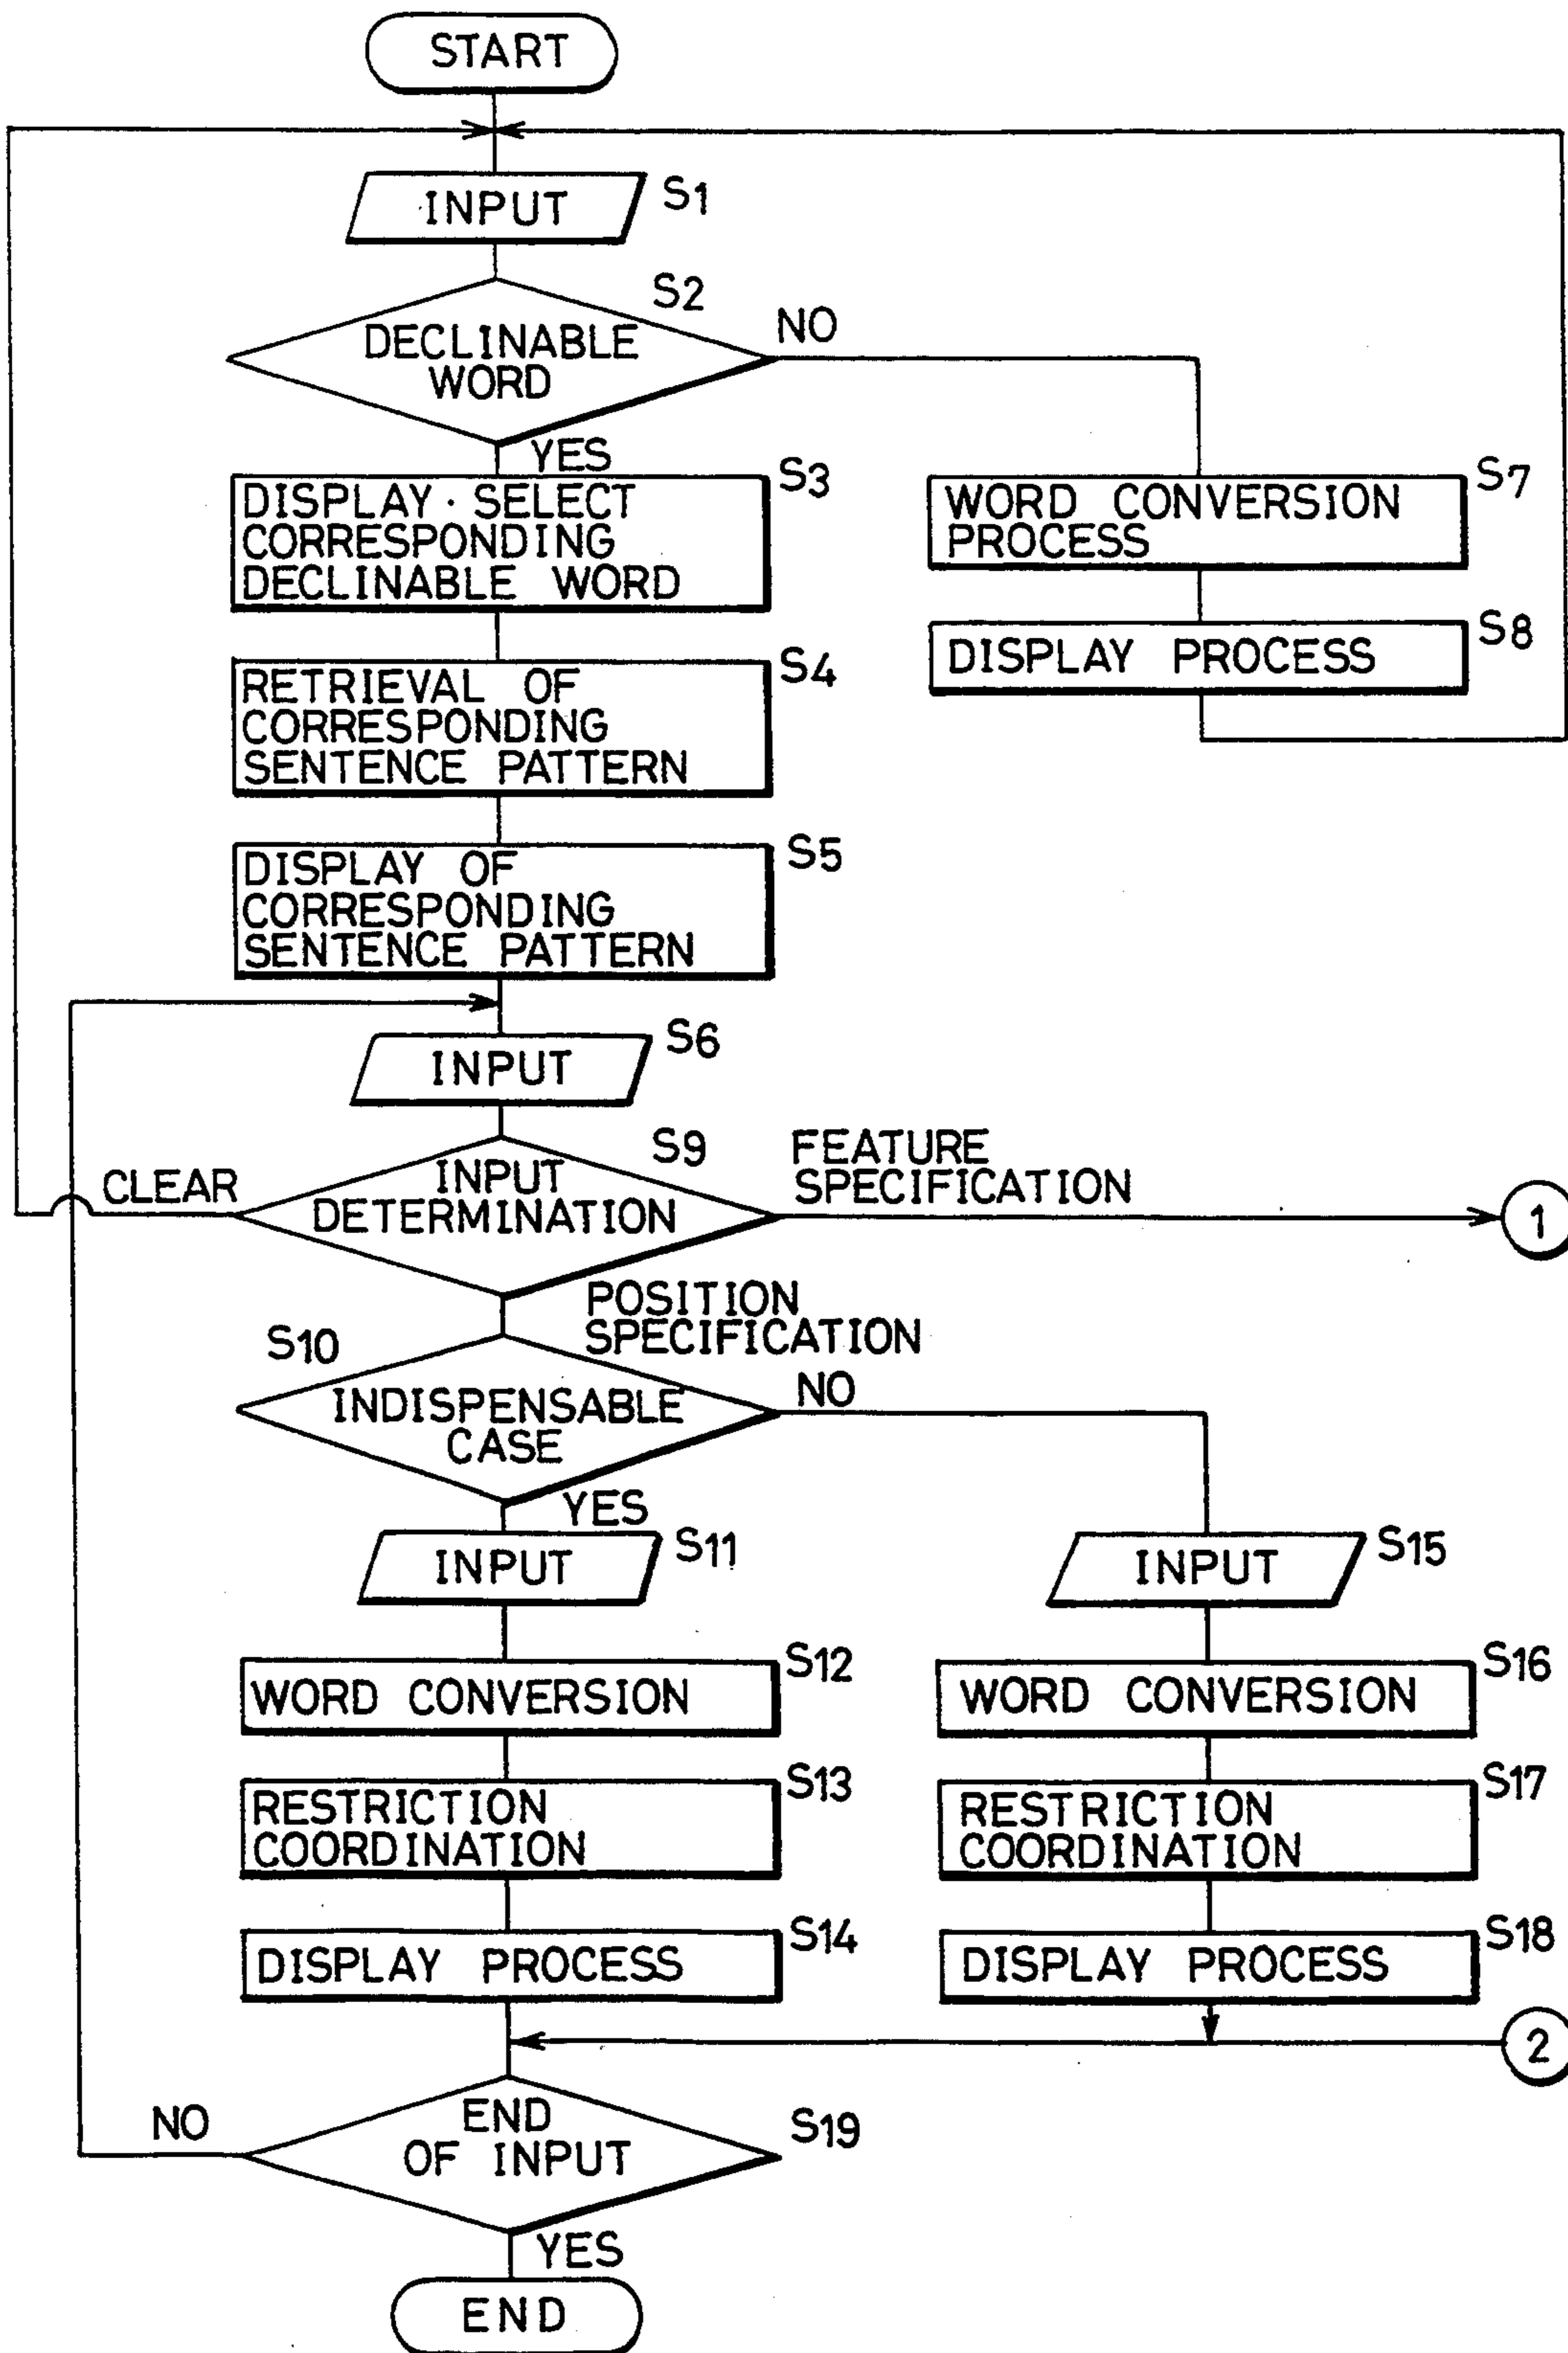 START
INPUT S1
S2
DECLINABLE
WORD
NO
YES
DISPLAY · SELECT
CORRESPONDING
DECLINABLE WORD
S3
WORD CONVERSION
PROCESS
S7
RETRIEVAL OF
CORRESPONDING
SENTENCE PATTERN
S4
DISPLAY PROCESS
S8
DISPLAY OF
CORRESPONDING
SENTENCE PATTERN
S5
INPUT S6
S9
INPUT
DETERMINATION
CLEAR
FEATURE
SPECIFICATION
1
POSITION
SPECIFICATION
S10
INDISPENSABLE
CASE
NO
YES
INPUT S11
INPUT S15
WORD CONVERSION S12
WORD CONVERSION S16
RESTRICTION
COORDINATION
S13
RESTRICTION
COORDINATION
S17
DISPLAY PROCESS S14
DISPLAY PROCESS S18
2
END
OF INPUT
S19
NO
YES
END